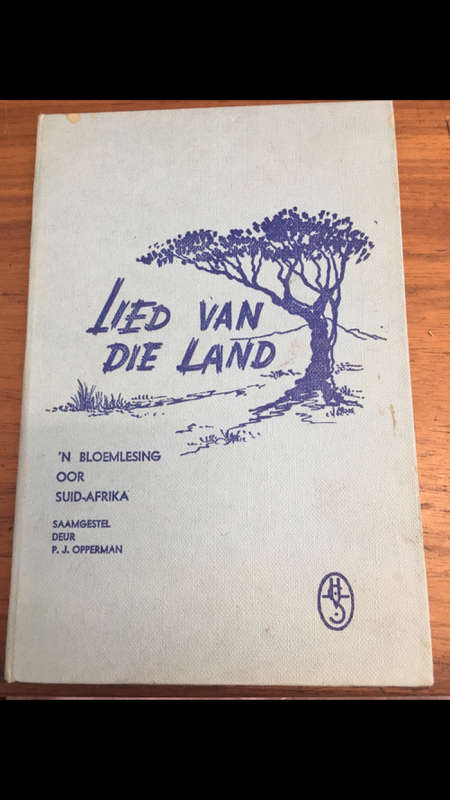 LIED VAN
DIE LAND
'N BLOEMLESING
OOR
SUID-AFRIKA
SAAMGESTEL
DEUR
P. J. OPPERMAN